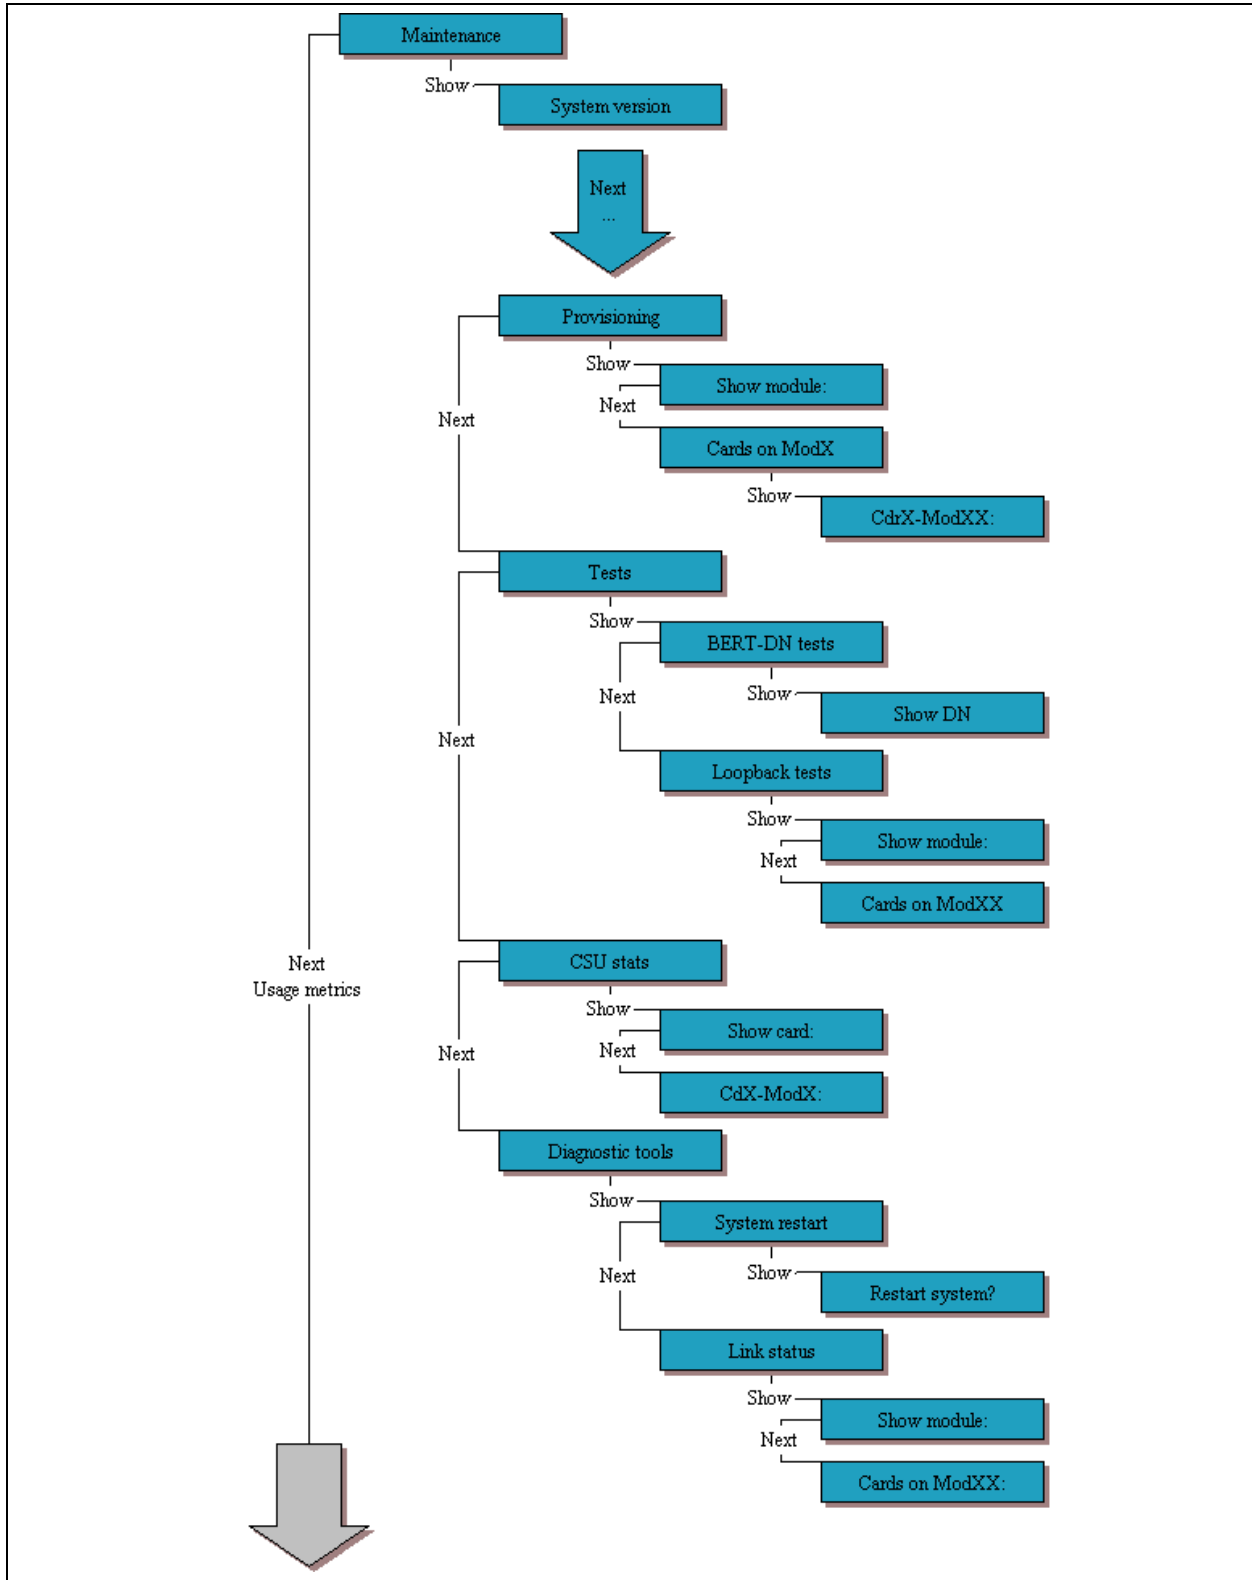 Maintenance
Show
System version
Next
...
Provisioning
Show
Show module:
Next
Next
Cards on ModX
Show
CdrX-ModXX:
Tests
Show
BERT-DN tests
Show
Next
Show DN
Next
Loopback tests
Show
Show module:
Next
Cards on ModXX
CSU stats
Next
Usage metrics
Show
Show card:
Next
Next
CdX-ModX:
Diagnostic tools
Show
System restart
Show
Next
Restart system?
Link status
Show
Show module:
Next
Cards on ModXX: